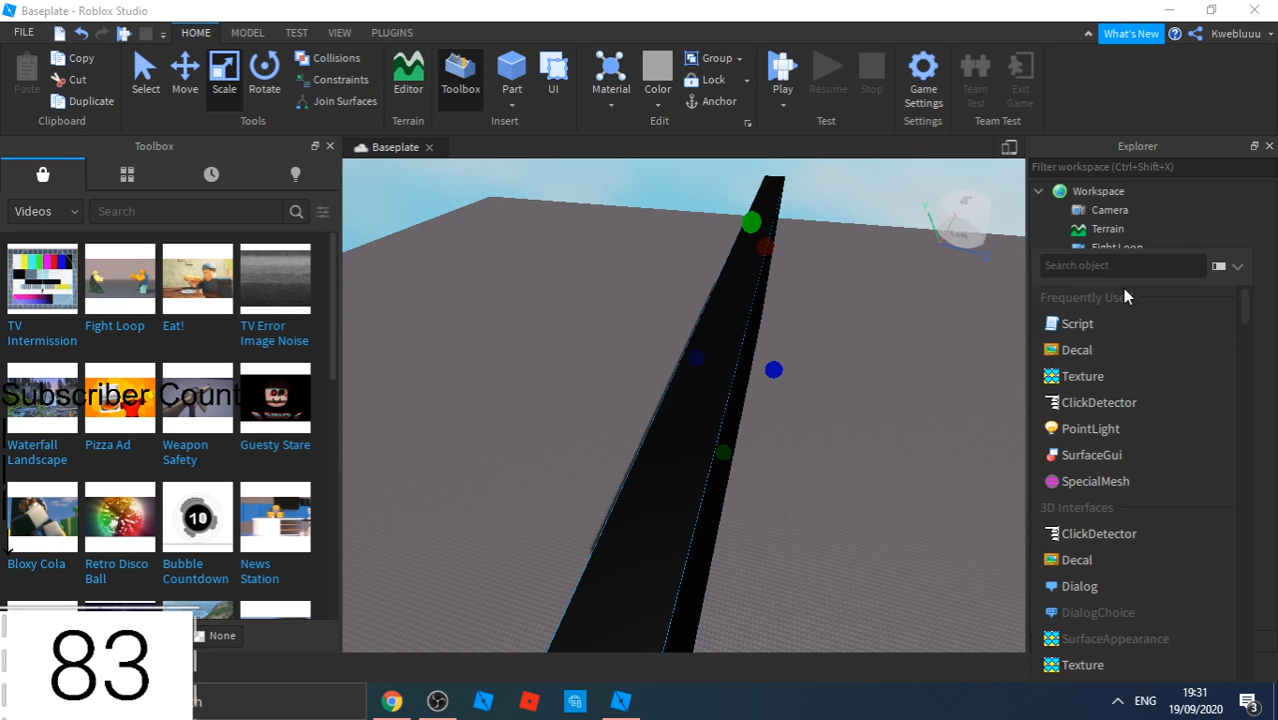 Baseplate - Roblox Studio
FILE HOME MODEL TEST VIEW PLUGINS What's New Kwebluuu
Paste Copy Cut Duplicate Clipboard
Select Move Scale Rotate Collisions Constraints Join Surfaces Tools
Editor Terrain
Toolbox Part UI Insert
Material Color Group Lock Anchor Edit
Play Resume Stop Test
Game Settings Settings
Team Test Exit Game Team Test
Toolbox
Videos Search
TV Intermission Fight Loop Eat! TV Error Image Noise
Subscriber Count
Waterfall Landscape Pizza Ad Weapon Safety Guesty Stare
10
Bloxy Cola Retro Disco Ball Bubble Countdown News Station
None
83
Baseplate
Left
Explorer
Filter workspace (Ctrl+Shift+X)
Workspace
Camera
Terrain
Fight Loop
Search object
Frequently Used
Script
Decal
Texture
ClickDetector
PointLight
SurfaceGui
SpecialMesh
3D Interfaces
ClickDetector
Decal
Dialog
DialogChoice
SurfaceAppearance
Texture
ENG
19:31
19/09/2020
3